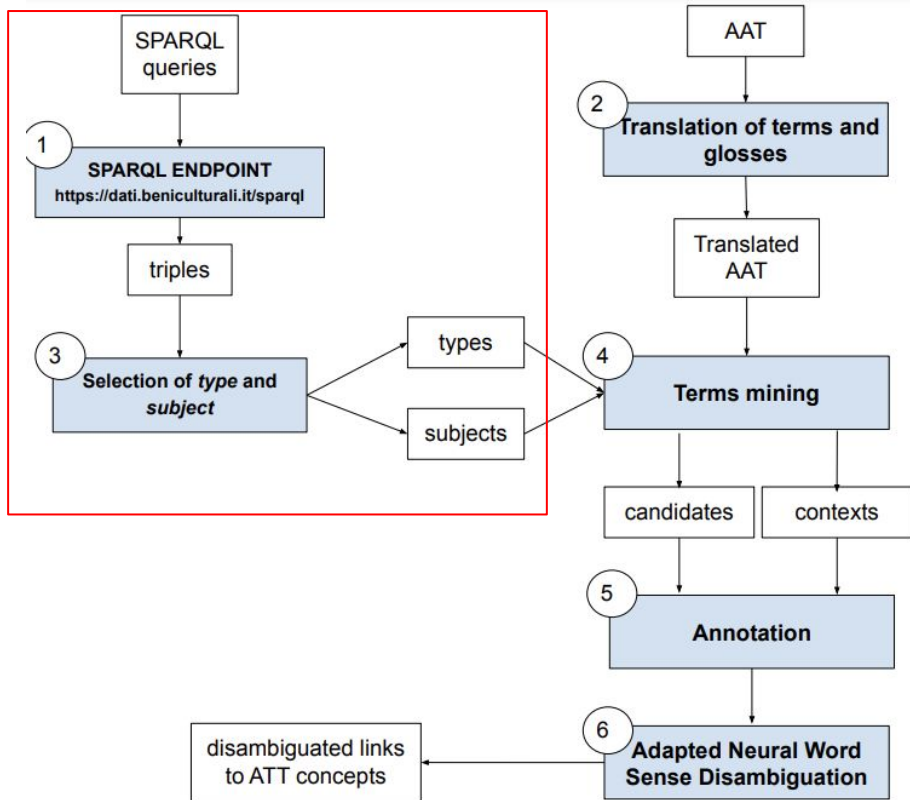 SPARQL
queries
1
SPARQL ENDPOINT
https://dati.beniculturali.it/sparql
triples
3
Selection of type and
subject
types
subjects
AAT
2
Translation of terms and
glosses
Translated
AAT
4
Terms mining
candidates
contexts
5
Annotation
6
Adapted Neural Word
Sense Disambiguation
disambiguated links
to ATT concepts